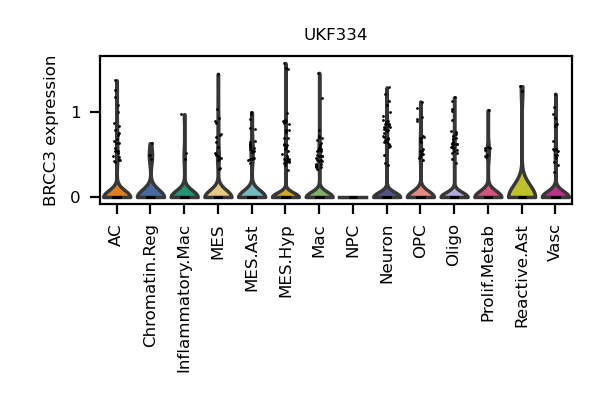 UKF334
BRCC3 expression
1
0
AC
Chromatin.Reg
Inflammatory.Mac
MES
MES.Ast
MES.Hyp
Mac
NPC
Neuron
OPC
Oligo
Prolif.Metab
Reactive.Ast
Vasc